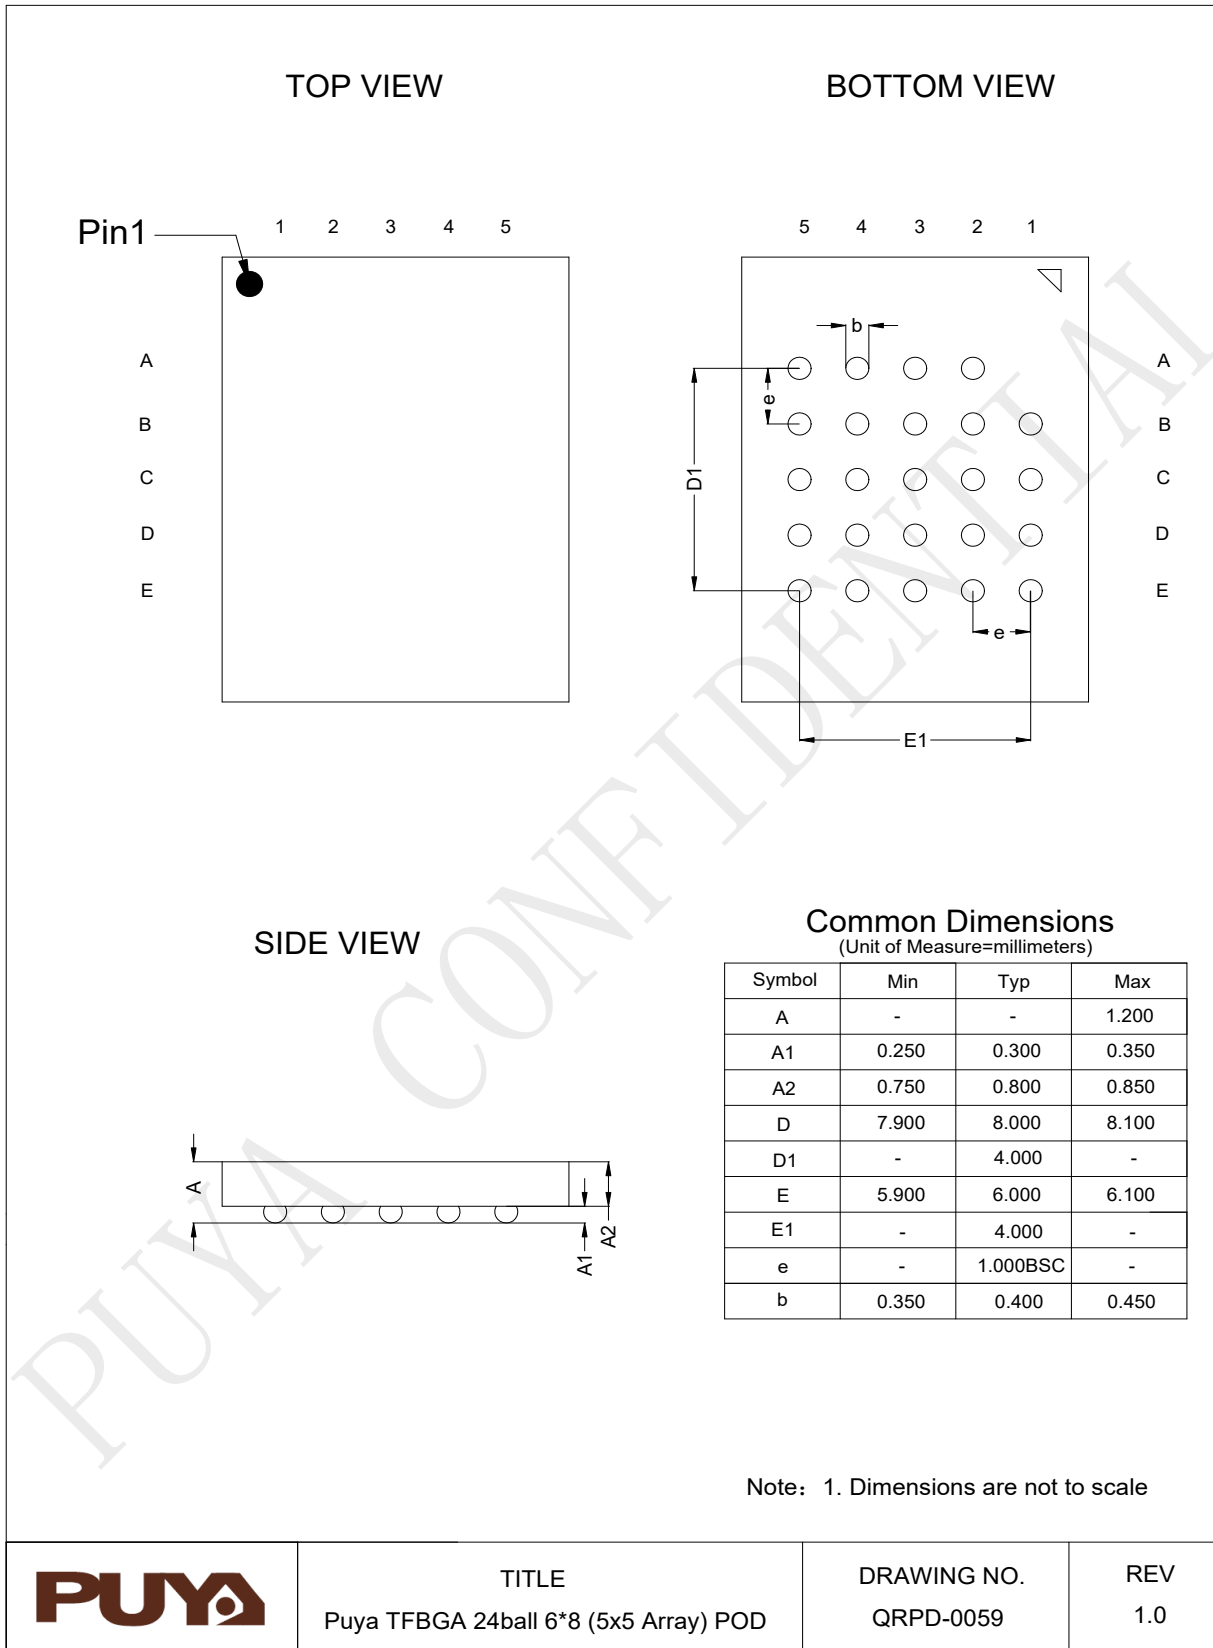 TOP VIEW
BOTTOM VIEW
Pin1
1 2 3 4 5
5 4 3 2 1
A
B
C
D
E
b
e
D1
e
E1
A
B
C
D
E
PUYA CONFIDENTIAL
SIDE VIEW
A
A1
A2
Common Dimensions
(Unit of Measure=millimeters)
Symbol Min Typ Max
A - - 1.200
A1 0.250 0.300 0.350
A2 0.750 0.800 0.850
D 7.900 8.000 8.100
D1 - 4.000 -
E 5.900 6.000 6.100
E1 - 4.000 -
e - 1.000BSC -
b 0.350 0.400 0.450
Note：1. Dimensions are not to scale
PUYA
TITLE
Puya TFBGA 24ball 6*8 (5x5 Array) POD
DRAWING NO.
QRPD-0059
REV
1.0